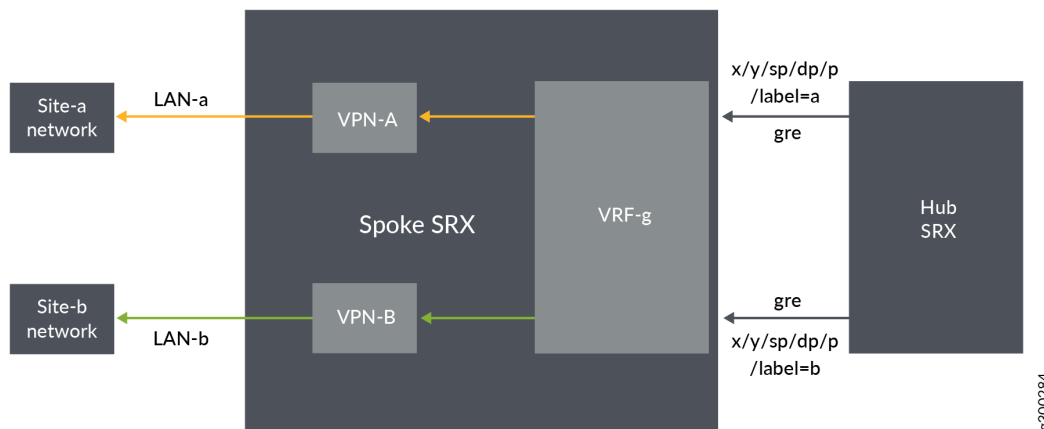 Site-a
network
LAN-a
VPN-A
x/y/sp/dp/p
/label=a
gre
Spoke SRX
VRF-g
Hub
SRX
Site-b
network
LAN-b
VPN-B
gre
x/y/sp/dp/p
/label=b
g300284